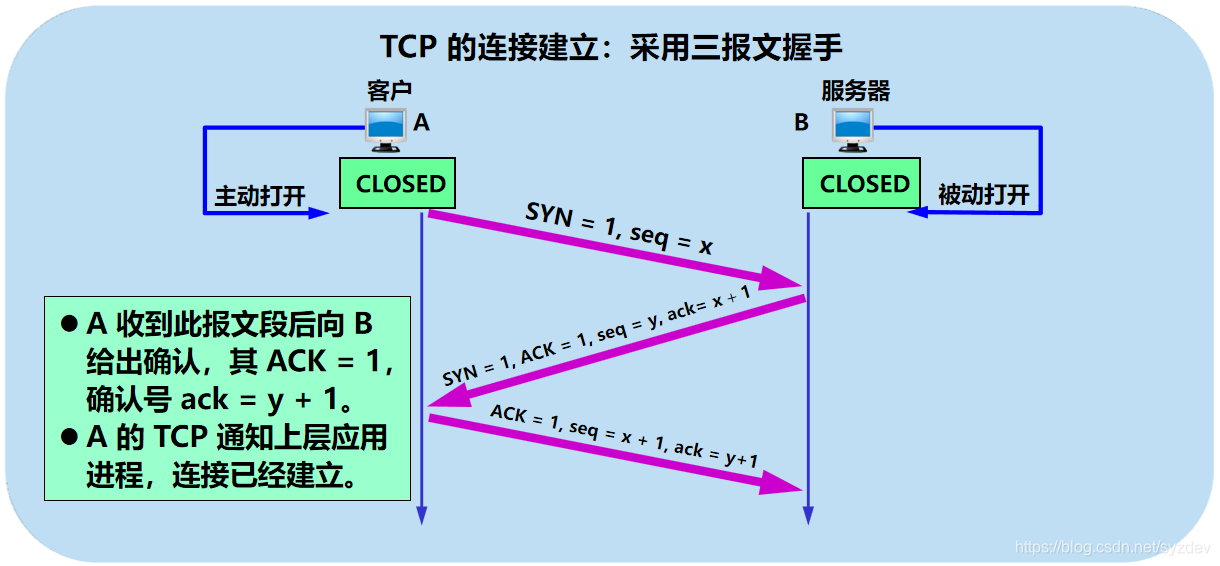 TCP 的连接建立：采用三报文握手
客户
服务器
A
B
CLOSED
CLOSED
主动打开
被动打开
SYN = 1, seq = x
SYN = 1, ACK = 1, seq = y, ack= x + 1
ACK = 1, seq = x + 1, ack = y+1
● A 收到此报文段后向 B
给出确认，其 ACK = 1，
确认号 ack = y + 1。
● A 的 TCP 通知上层应用
进程，连接已经建立。
https://blog.csdn.net/syzdev